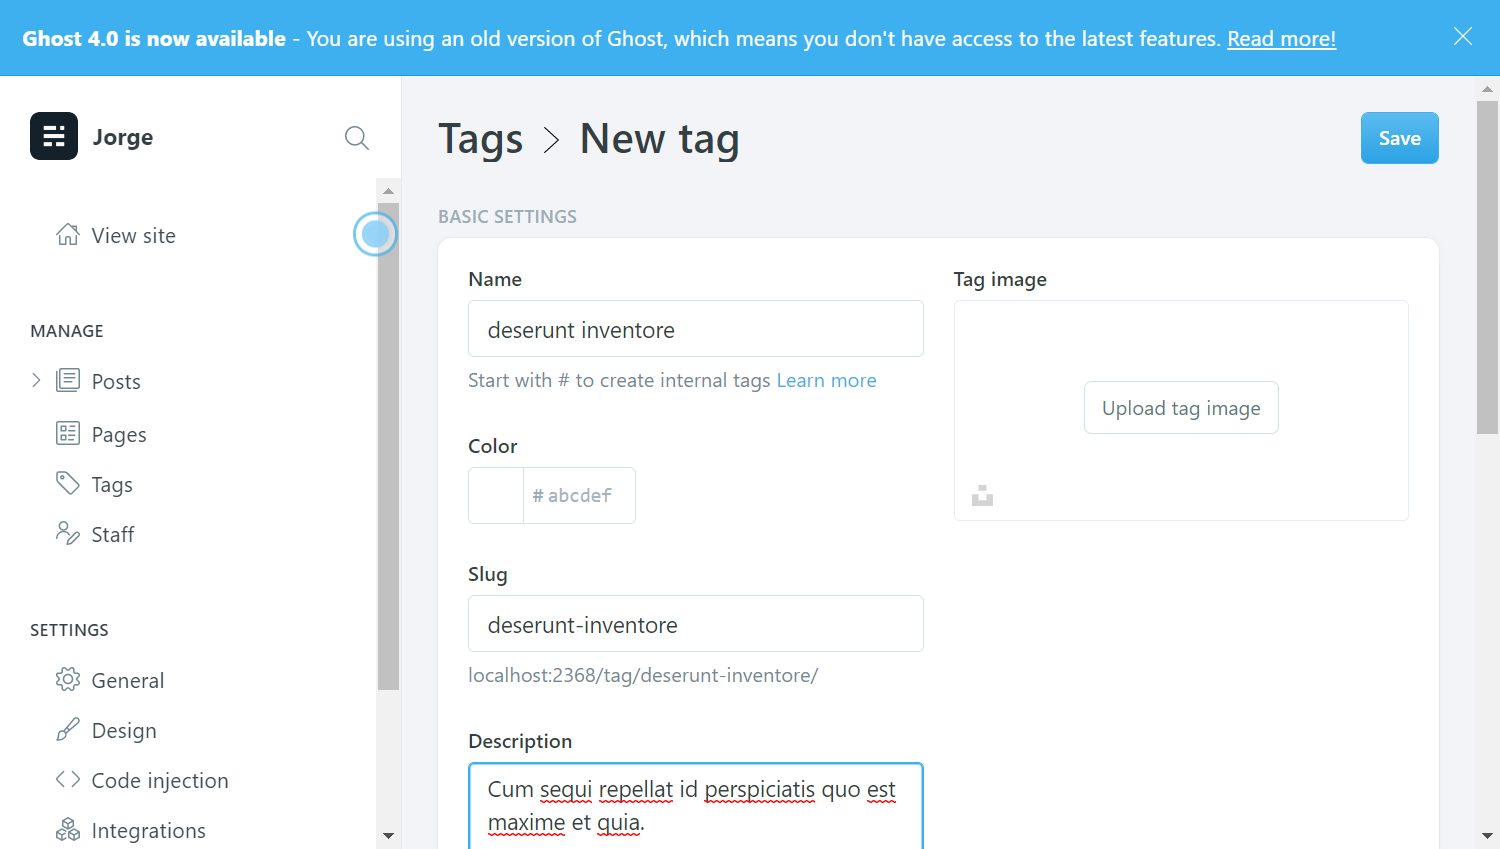 Ghost 4.0 is now available - You are using an old version of Ghost, which means you don't have access to the latest features. Read more!
Jorge
View site
MANAGE
Posts
Pages
Tags
Staff
SETTINGS
General
Design
Code injection
Integrations
Tags > New tag
Save
BASIC SETTINGS
Name
deserunt inventore
Start with # to create internal tags Learn more
Color
# abcdef
Slug
deserunt-inventore
localhost:2368/tag/deserunt-inventore/
Description
Cum sequi repellat id perspiciatis quo est
maxime et quia.
Tag image
Upload tag image